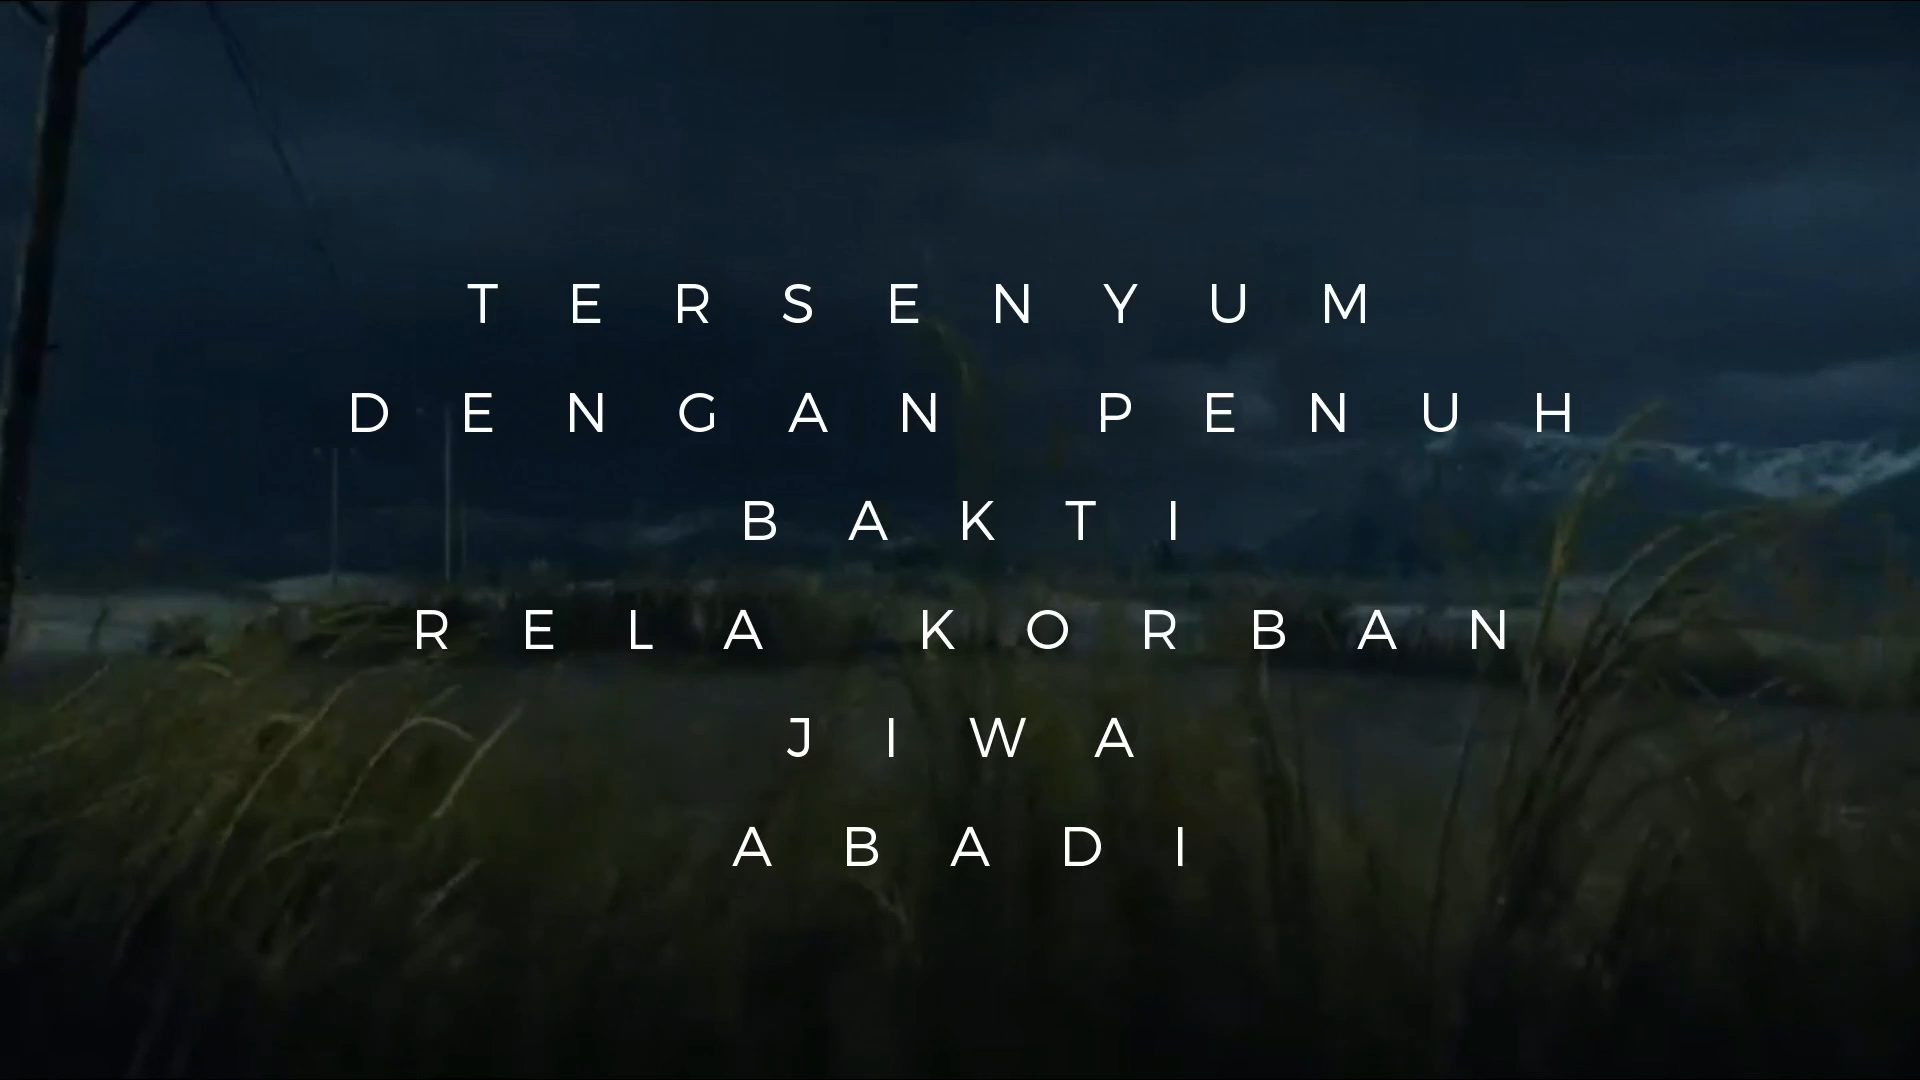 TERSENYUM
DENGAN PENUH
BAKTI
RELA KORBAN
JIWA
ABADI